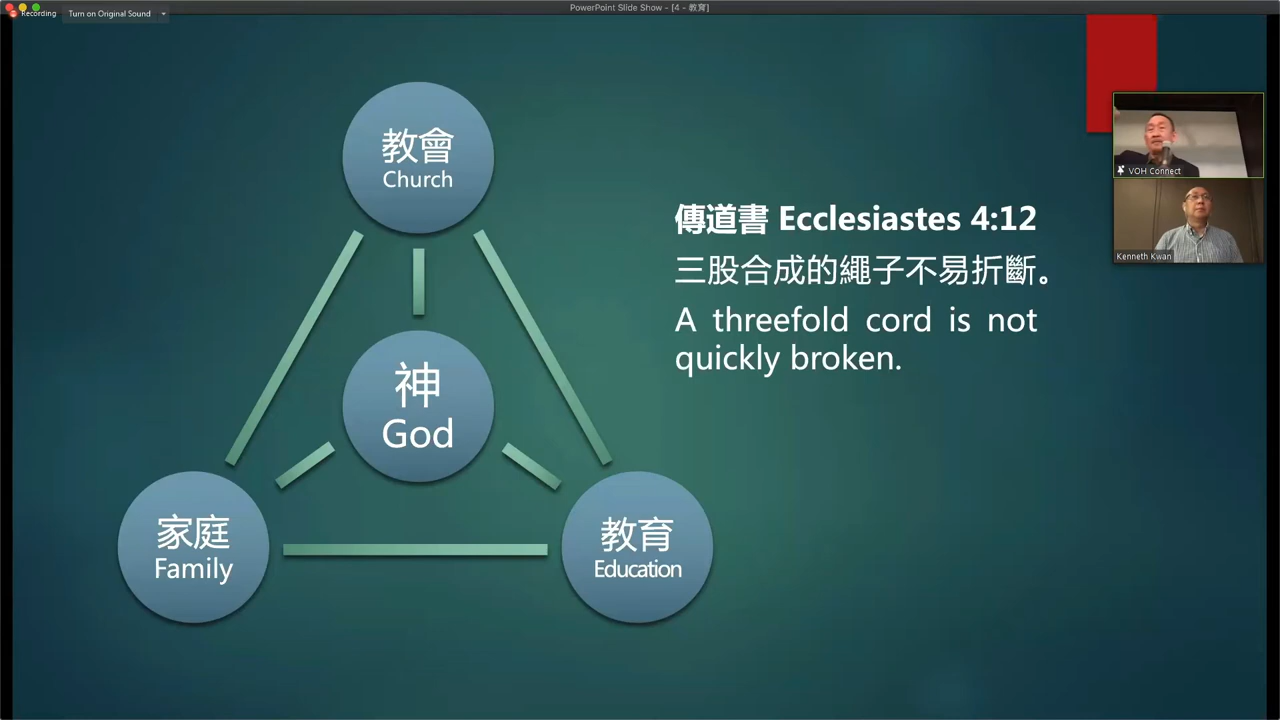 PowerPoint Slide Show - [4 - 教育]
Recording
Turn on Original Sound
教會
Church
神
God
家庭
Family
教育
Education
傳道書 Ecclesiastes 4:12
三股合成的繩子不易折斷。
A threefold cord is not
quickly broken.
VOH Connect
Kenneth Kwan